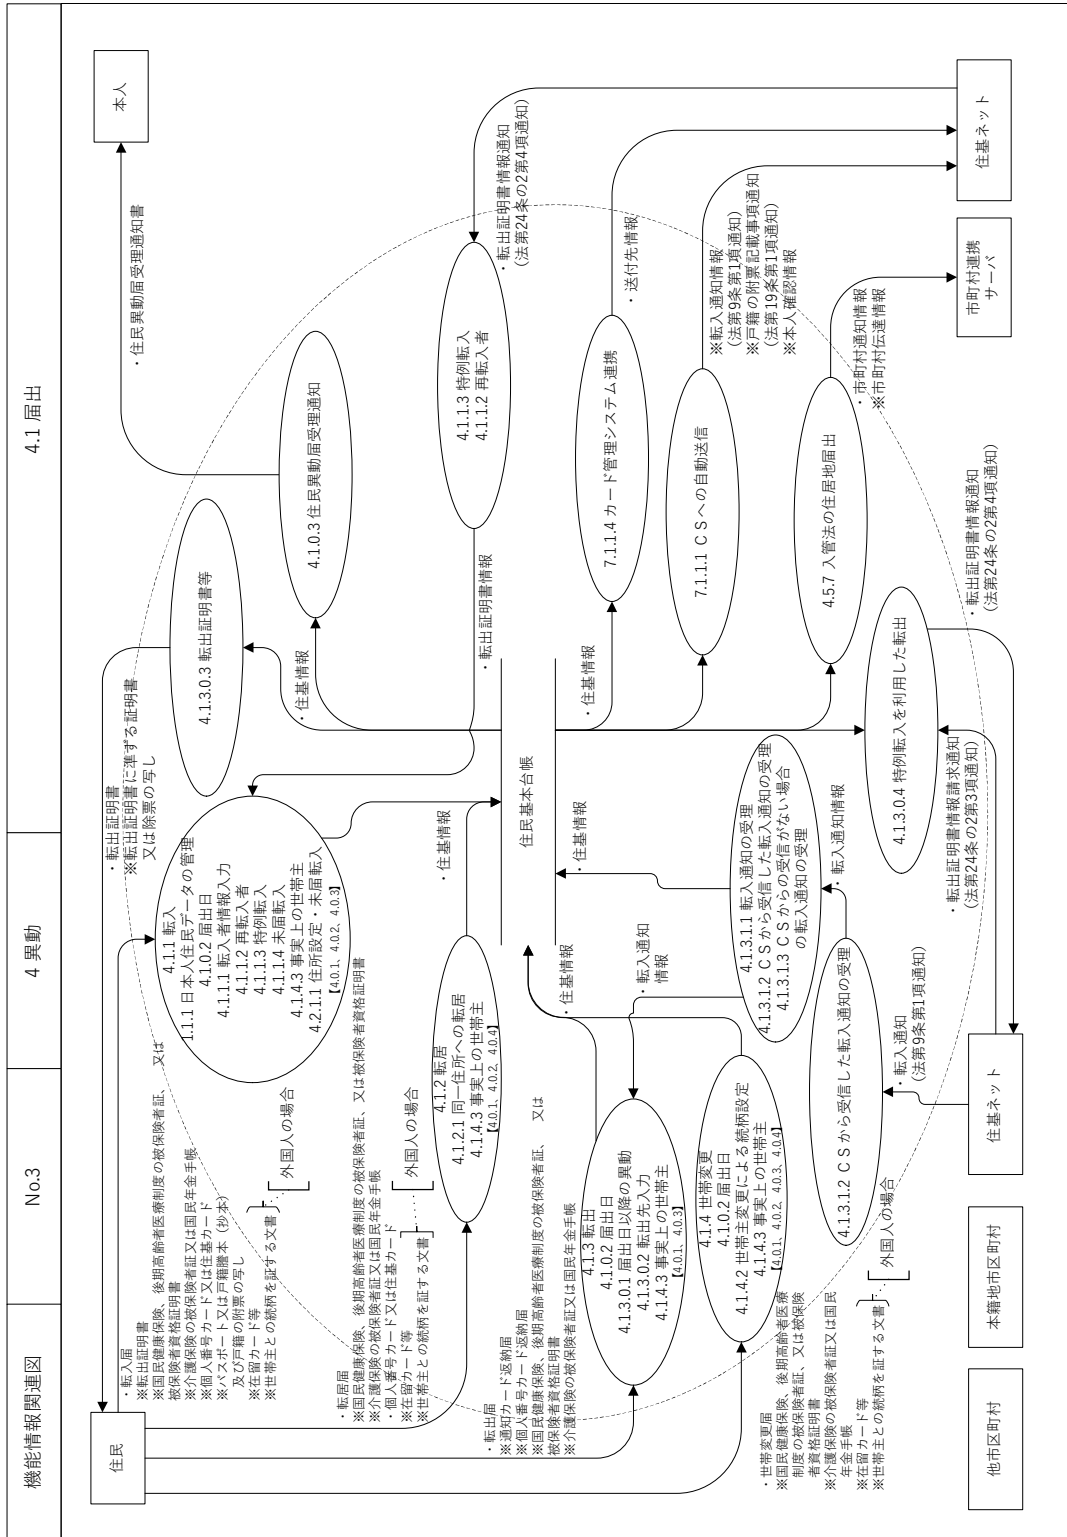 機能情報関連図
No.3
4 異動
4.1 届出
住民
・転入届
※転出証明書
※国民健康保険、後期高齢者医療制度の被保険者証、 又は
被保険者資格証明書
※介護保険の被保険者証又は国民年金手帳
※個人番号カード又は住基カード
※パスポート又は戸籍謄本（抄本）
及び戸籍の附票の写し
※在留カード等
※世帯主との続柄を証する文書
外国人の場合
・転居届
※国民健康保険、後期高齢者医療制度の被保険者証、又は被保険者資格証明書
※介護保険の被保険者証又は国民年金手帳
・個人番号カード又は住基カード
※在留カード等
※世帯主との続柄を証する文書
外国人の場合
・転出届
※通知カード返納届
※個人番号カード返納届
※国民健康保険、後期高齢者医療制度の被保険者証、 又は
被保険者資格証明書
※介護保険の被保険者証又は国民年金手帳
・世帯変更届
※国民健康保険、後期高齢者医療
制度の被保険者証、又は被保険
者資格証明書
※介護保険の被保険者証又は国民
年金手帳
※在留カード等
※世帯主との続柄を証する文書
外国人の場合
他市区町村
本籍地市区町村
住基ネット
4.1.1 転入
1.1.1 日本人住民データの管理
4.1.0.2 届出日
4.1.1.1 転入者情報入力
4.1.1.2 再転入者
4.1.1.3 特例転入
4.1.1.4 未届転入
4.1.4.3 事実上の世帯主
4.2.1.1 住所設定・未届転入
【4.0.1、4.0.2、4.0.3】
4.1.2 転居
4.1.2.1 同一住所への転居
4.1.4.3 事実上の世帯主
【4.0.1、4.0.2、4.0.4】
4.1.3 転出
4.1.0.2 届出日
4.1.3.0.1 届出日以降の異動
4.1.3.0.2 転出先入力
4.1.4.3 事実上の世帯主
【4.0.1、4.0.3】
4.1.4 世帯変更
4.1.0.2 届出日
4.1.4.2 世帯主変更による続柄設定
4.1.4.3 事実上の世帯主
【4.0.1、4.0.2、4.0.3、4.0.4】
4.1.3.1.2 ＣＳから受信した転入通知の受理
・転入通知
（法第9条第1項通知）
・転入通知情報
4.1.3.1.1 転入通知の受理
4.1.3.1.2 ＣＳから受信した転入通知の受理
4.1.3.1.3 ＣＳからの受信がない場合
の転入通知の受理
・転入通知
情報
・住基情報
・住基情報
・住基情報
住民基本台帳
・転出証明書
※転出証明書に準ずる証明書
又は除票の写し
4.1.3.0.3 転出証明書等
・住基情報
4.1.0.3 住民異動届受理通知
・住民異動届受理通知書
本人
・転出証明書情報
4.1.1.3 特例転入
4.1.1.2 再転入者
・転出証明書情報通知
（法第24条の2第4項通知）
・住基情報
7.1.1.4 カード管理システム連携
・送付先情報
7.1.1.1 ＣＳへの自動送信
※転入通知情報
（法第9条第1項通知）
※戸籍の附票記載事項通知
（法第19条第1項通知）
※本人確認情報
4.5.7 入管法の住居地届出
・市町村通知情報
※市町村伝達情報
4.1.3.0.4 特例転入を利用した転出
・転出証明書情報請求通知
（法第24条の2第3項通知）
・転出証明書情報通知
（法第24条の2第4項通知）
住基ネット
市町村連携
サーバ